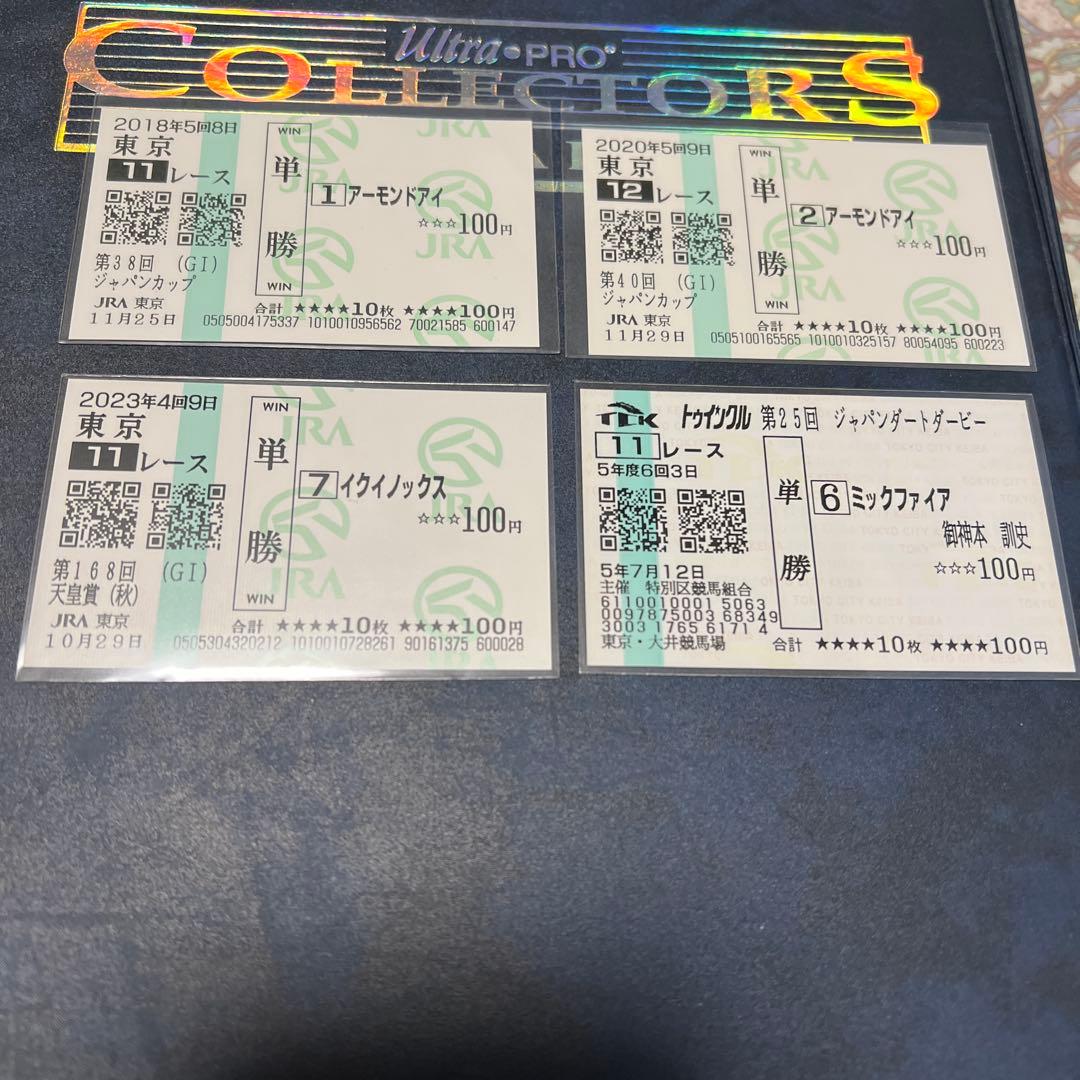 Ultra・PRO®
COLLECTORS
2018年5回8日
東京
11レース
WIN
単勝
WIN
1 アーモンドアイ
☆☆☆100円
第38回 (GⅠ)
ジャパンカップ
JRA 東京
11月25日
合計 ★★★★10枚 ★★★★100円
0505004175337 1010010956562 70021585 600147
JRA
JRA
2020年5回9日
東京
12レース
WIN
単勝
WIN
2 アーモンドアイ
☆☆☆100円
第40回 (GⅠ)
ジャパンカップ
JRA 東京
11月29日
合計 ★★★★10枚 ★★★★100円
0505100165565 1010010325157 80054095 600223
2023年4回9日
東京
11レース
WIN
単勝
WIN
7 イクイノックス
☆☆☆100円
第168回 (GⅠ)
天皇賞(秋)
JRA 東京
10月29日
合計 ★★★★10枚 ★★★★100円
0505304320212 1010010728261 90161375 600028
JRA
JRA
TCK トゥインクル 第25回 ジャパンダートダービー
11レース
5年度6回3日
単勝
6 ミックファイア
御神本 訓史
☆☆☆100円
5年7月12日
主催 特別区競馬組合
6110010001 5063
0097875003 68349
3003 1765 6171 4
東京・大井競馬場
合計 ★★★★10枚 ★★★★100円